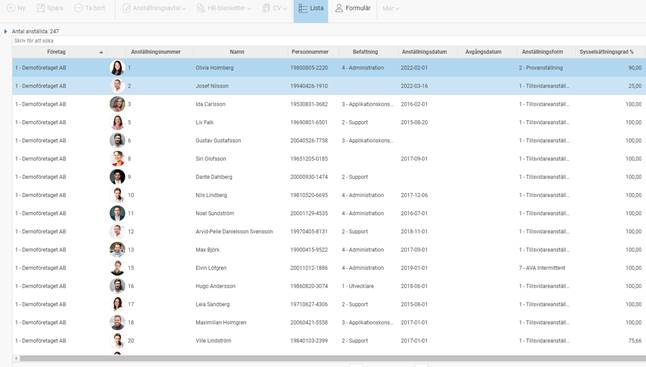 Ny Spara Ta bort Anställningsavtal HR-blanketter CV Lista Formulär Mer
Antal anställda: 247
Skriv för att söka
Företag Anställningsnummer Namn Personnummer Befattning Anställningsdatum Avgångsdatum Anställningsform Sysselsättningsgrad %
1 - Demoföretaget AB 1 Olivia Holmberg 19800805-2220 4 - Administration 2022-02-01 2 - Provanställning 90,00
1 - Demoföretaget AB 2 Josef Nilsson 19940426-1910 2022-03-16 1 - Tillsvidareanstäl... 25,00
1 - Demoföretaget AB 3 Ida Carlsson 19530831-3682 3 - Applikationskons... 2016-02-01 1 - Tillsvidareanstäl... 100,00
1 - Demoföretaget AB 5 Liv Falk 19690801-6501 2 - Support 2015-08-20 1 - Tillsvidareanstäl... 100,00
1 - Demoföretaget AB 6 Gustav Gustafsson 20040526-7758 3 - Applikationskons... 1 - Tillsvidareanstäl... 100,00
1 - Demoföretaget AB 8 Siri Olofsson 19651205-0185 2017-09-01 1 - Tillsvidareanstäl... 100,00
1 - Demoföretaget AB 9 Dante Dahlberg 20000930-1474 2 - Support 1 - Tillsvidareanstäl... 100,00
1 - Demoföretaget AB 10 Nils Lindberg 19810520-6695 4 - Administration 2017-12-06 1 - Tillsvidareanstäl... 100,00
1 - Demoföretaget AB 11 Noel Sundström 20001129-4535 4 - Administration 2016-07-01 1 - Tillsvidareanstäl... 100,00
1 - Demoföretaget AB 12 Arvid-Pelle Danielsson Svensson 19970405-8131 2 - Support 2018-11-01 1 - Tillsvidareanstäl... 100,00
1 - Demoföretaget AB 13 Max Björk 19900415-9522 4 - Administration 2017-09-01 1 - Tillsvidareanstäl... 100,00
1 - Demoföretaget AB 15 Elvin Löfgren 20011012-1886 4 - Administration 2019-01-01 7 - AVA Intermittent 100,00
1 - Demoföretaget AB 16 Hugo Andersson 19860820-3074 1 - Utvecklare 2018-06-01 1 - Tillsvidareanstäl... 100,00
1 - Demoföretaget AB 17 Leia Sandberg 19710627-4306 2 - Support 2015-08-01 1 - Tillsvidareanstäl... 100,00
1 - Demoföretaget AB 18 Maximilian Holmgren 20060421-5558 3 - Applikationskons... 2017-01-01 1 - Tillsvidareanstäl... 100,00
1 - Demoföretaget AB 20 Ville Lindström 19840103-2399 2 - Support 2017-01-01 1 - Tillsvidareanstäl... 75,66